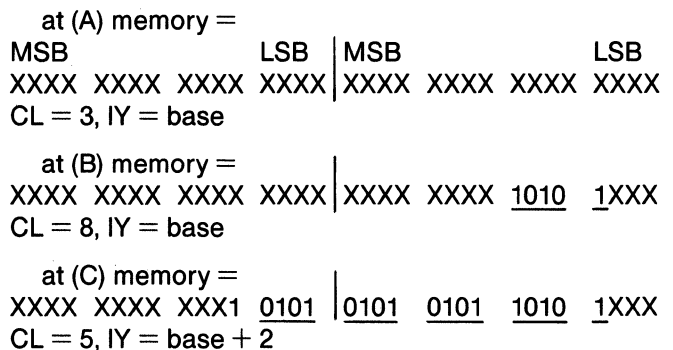 at (A) memory =
MSB LSB | MSB LSB
XXXX XXXX XXXX XXXX | XXXX XXXX XXXX XXXX
CL = 3, IY = base
at (B) memory =
XXXX XXXX XXXX XXXX | XXXX XXXX 1010 1XXX
CL = 8, IY = base
at (C) memory =
XXXX XXXX XXX1 0101 | 0101 0101 1010 1XXX
CL = 5, IY = base + 2